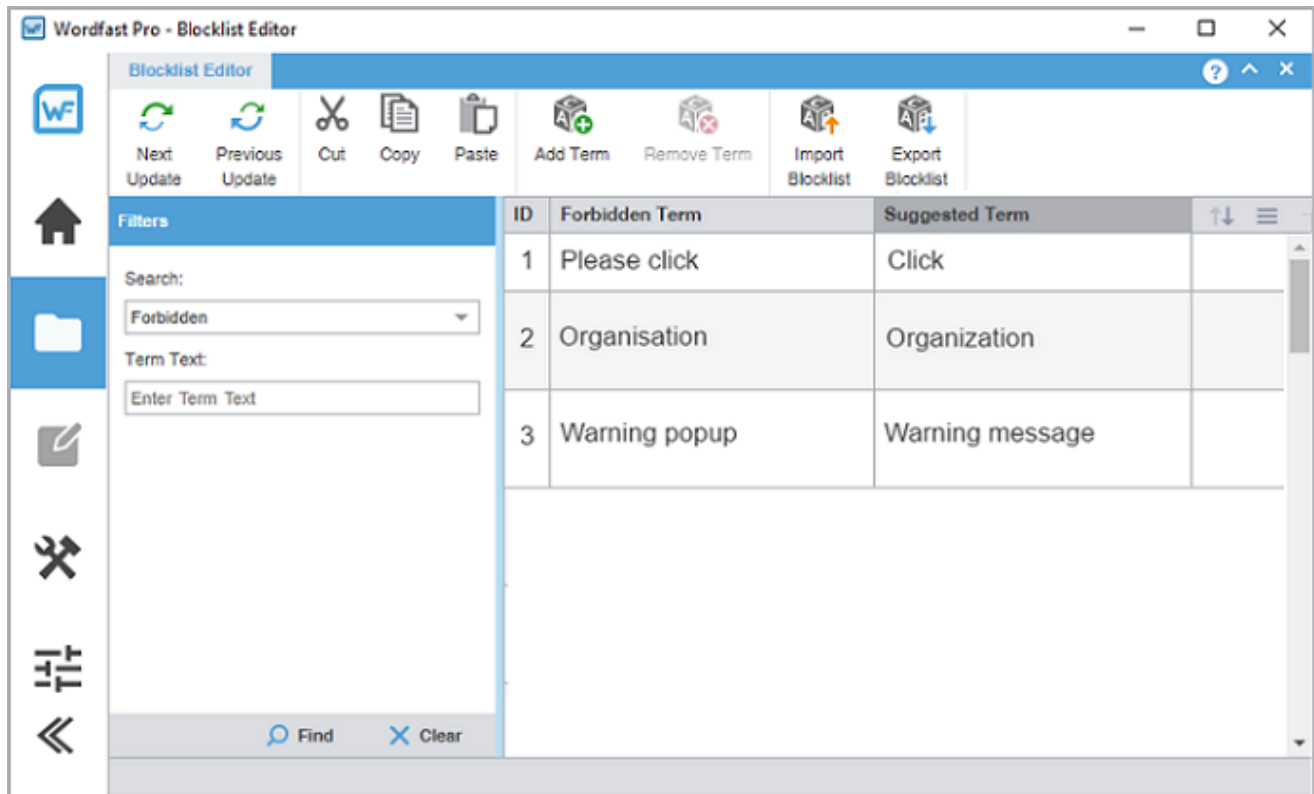 Wordfast Pro - Blocklist Editor
Blocklist Editor
WF
Next Update
Previous Update
Cut
Copy
Paste
Add Term
Remove Term
Import Blocklist
Export Blocklist
Filters
Search:
Forbidden
Term Text:
Enter Term Text
Find
Clear
ID Forbidden Term Suggested Term
1 Please click Click
2 Organisation Organization
3 Warning popup Warning message